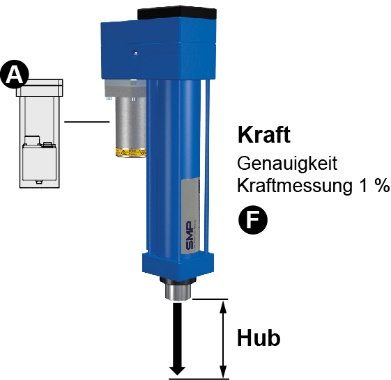 A
Kraft
Genauigkeit
Kraftmessung 1 %
F
SMP
Hub